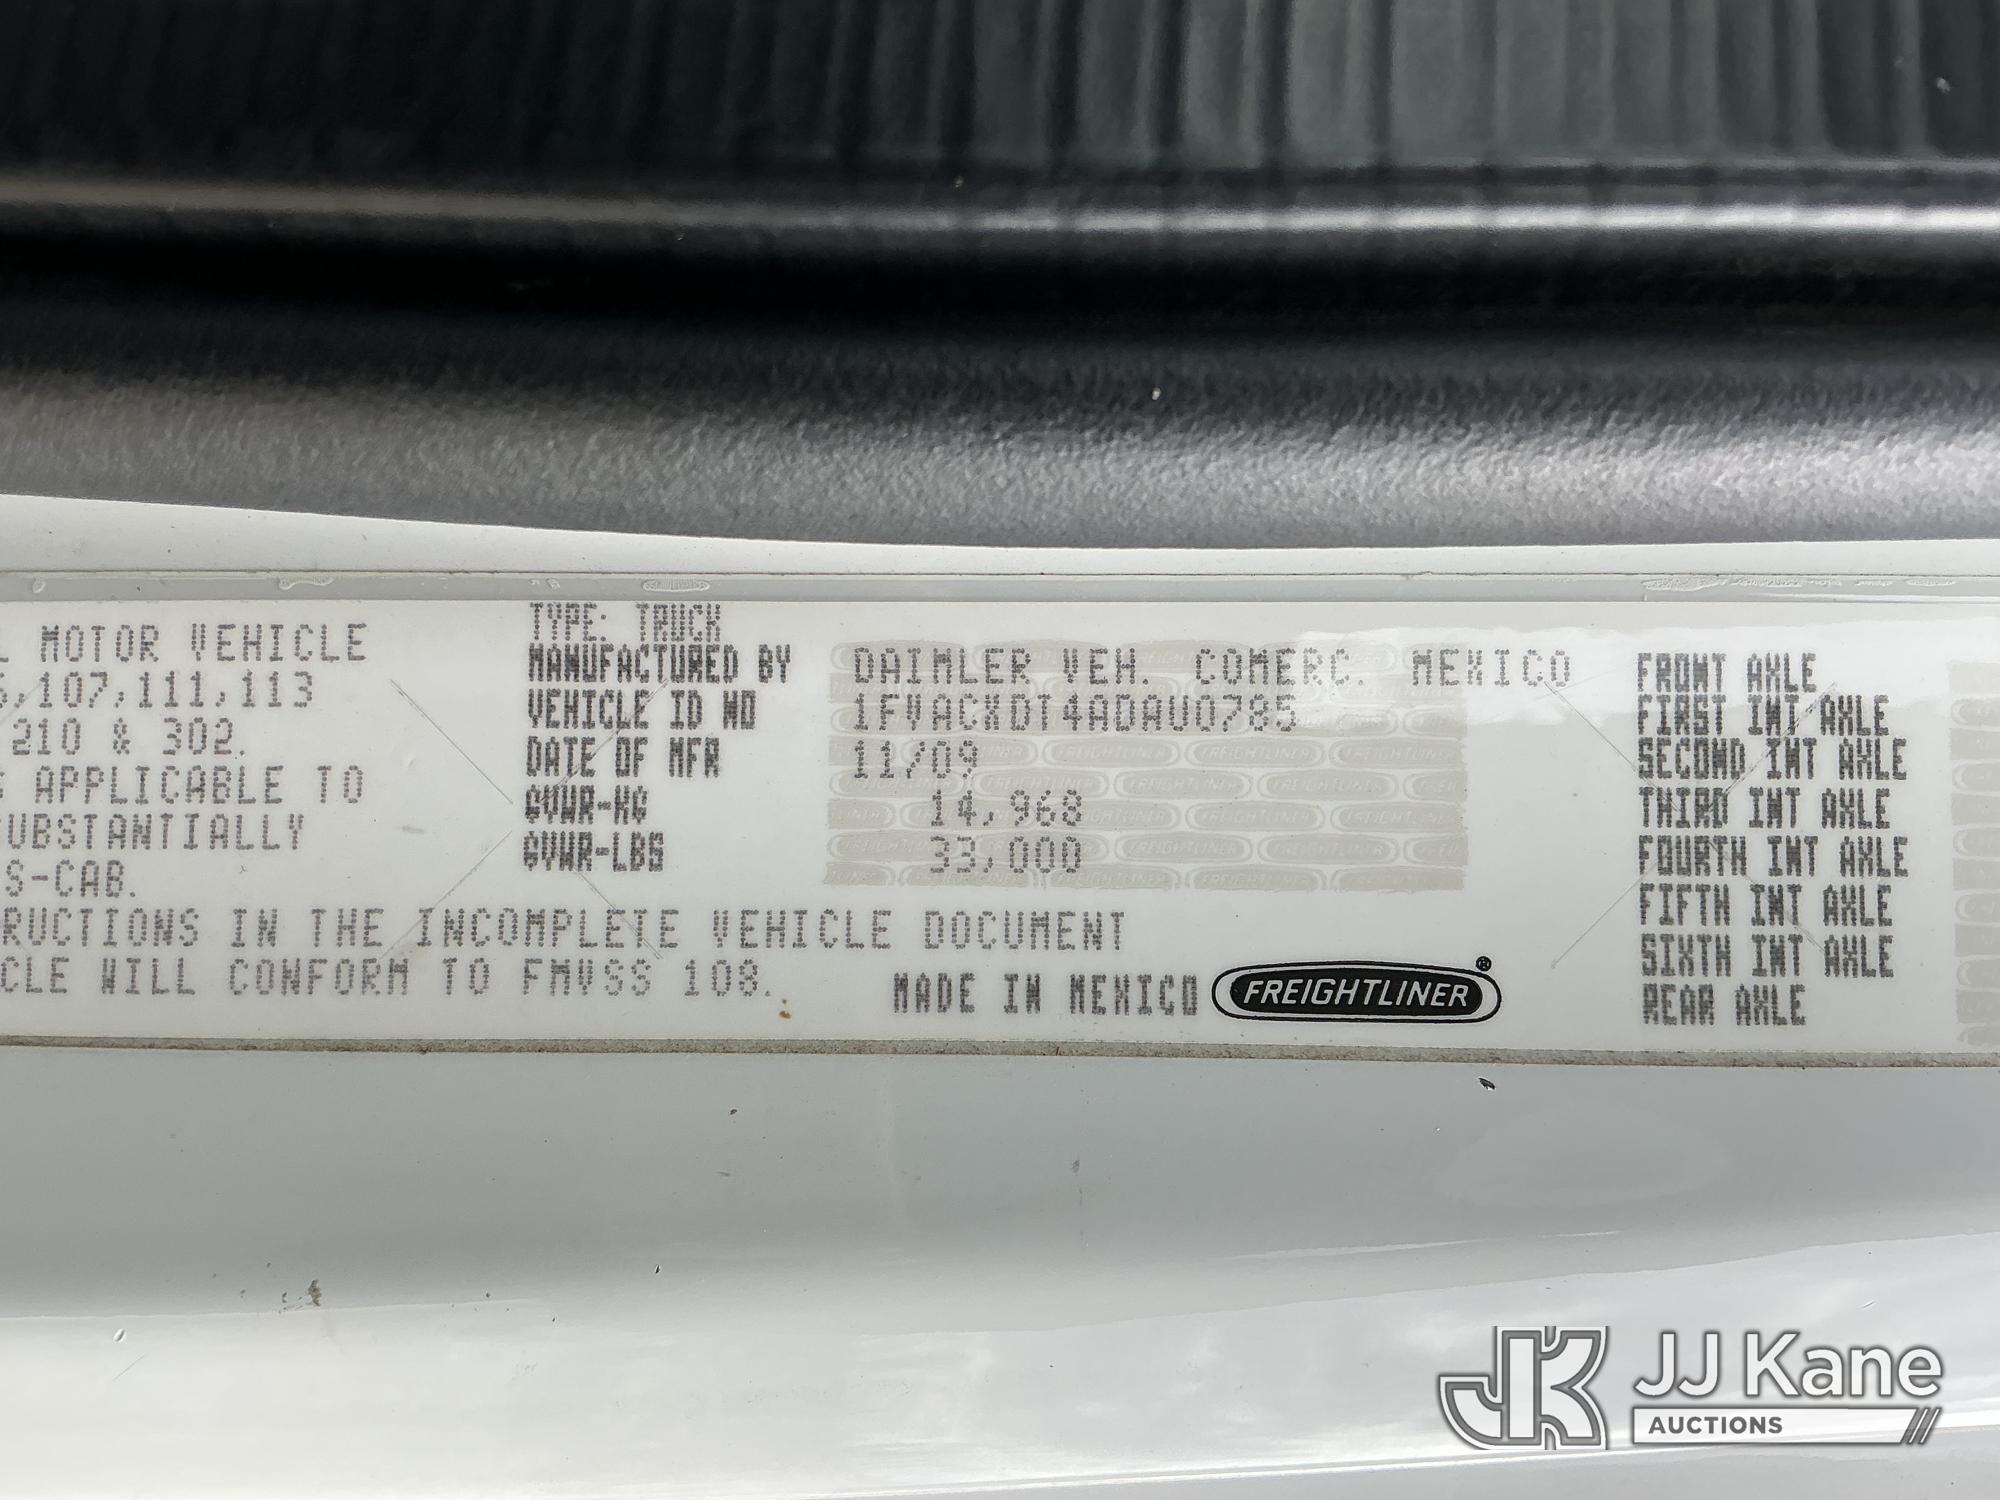 MOTOR VEHICLE
,107,111,113
210 & 302.
APPLICABLE TO
UBSTANTIALLY
S-CAB.
RUCTIONS IN THE INCOMPLETE VEHICLE DOCUMENT
CLE WILL CONFORM TO FMVSS 108.
TYPE: TRUCK
MANUFACTURED BY DAIMLER VEH. COMERC. MEXICO
VEHICLE ID NO 1FVACXDT4ADAU0785
DATE OF MFR 11/09
GVWR-KG 14,968
GVWR-LBS 33,000
MADE IN MEXICO FREIGHTLINER®
FRONT AXLE
FIRST INT AXLE
SECOND INT AXLE
THIRD INT AXLE
FOURTH INT AXLE
FIFTH INT AXLE
SIXTH INT AXLE
REAR AXLE
JK JJ Kane
AUCTIONS